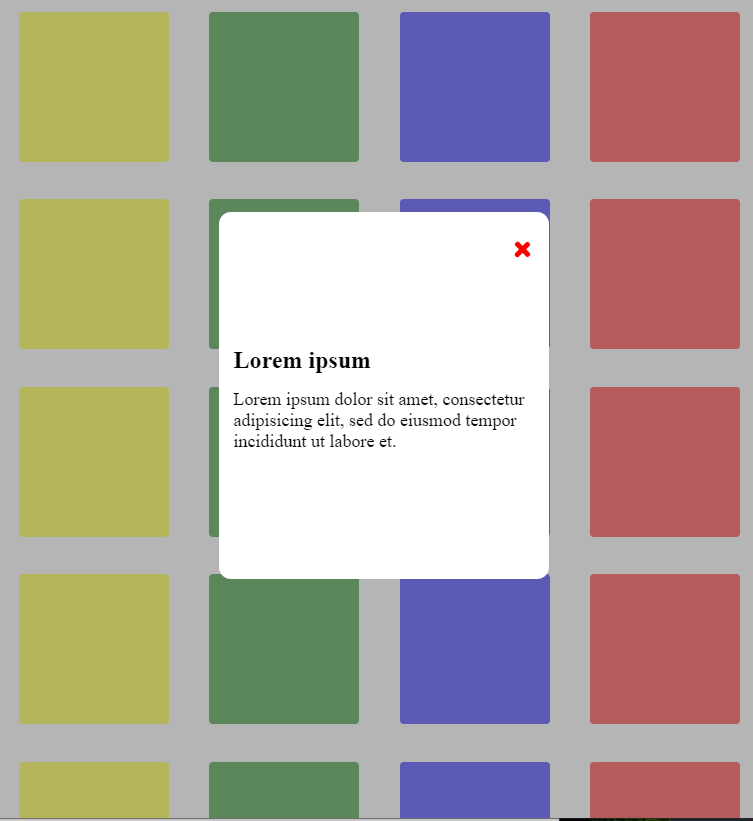 Lorem ipsum
Lorem ipsum dolor sit amet, consectetur
adipisicing elit, sed do eiusmod tempor
incididunt ut labore et.